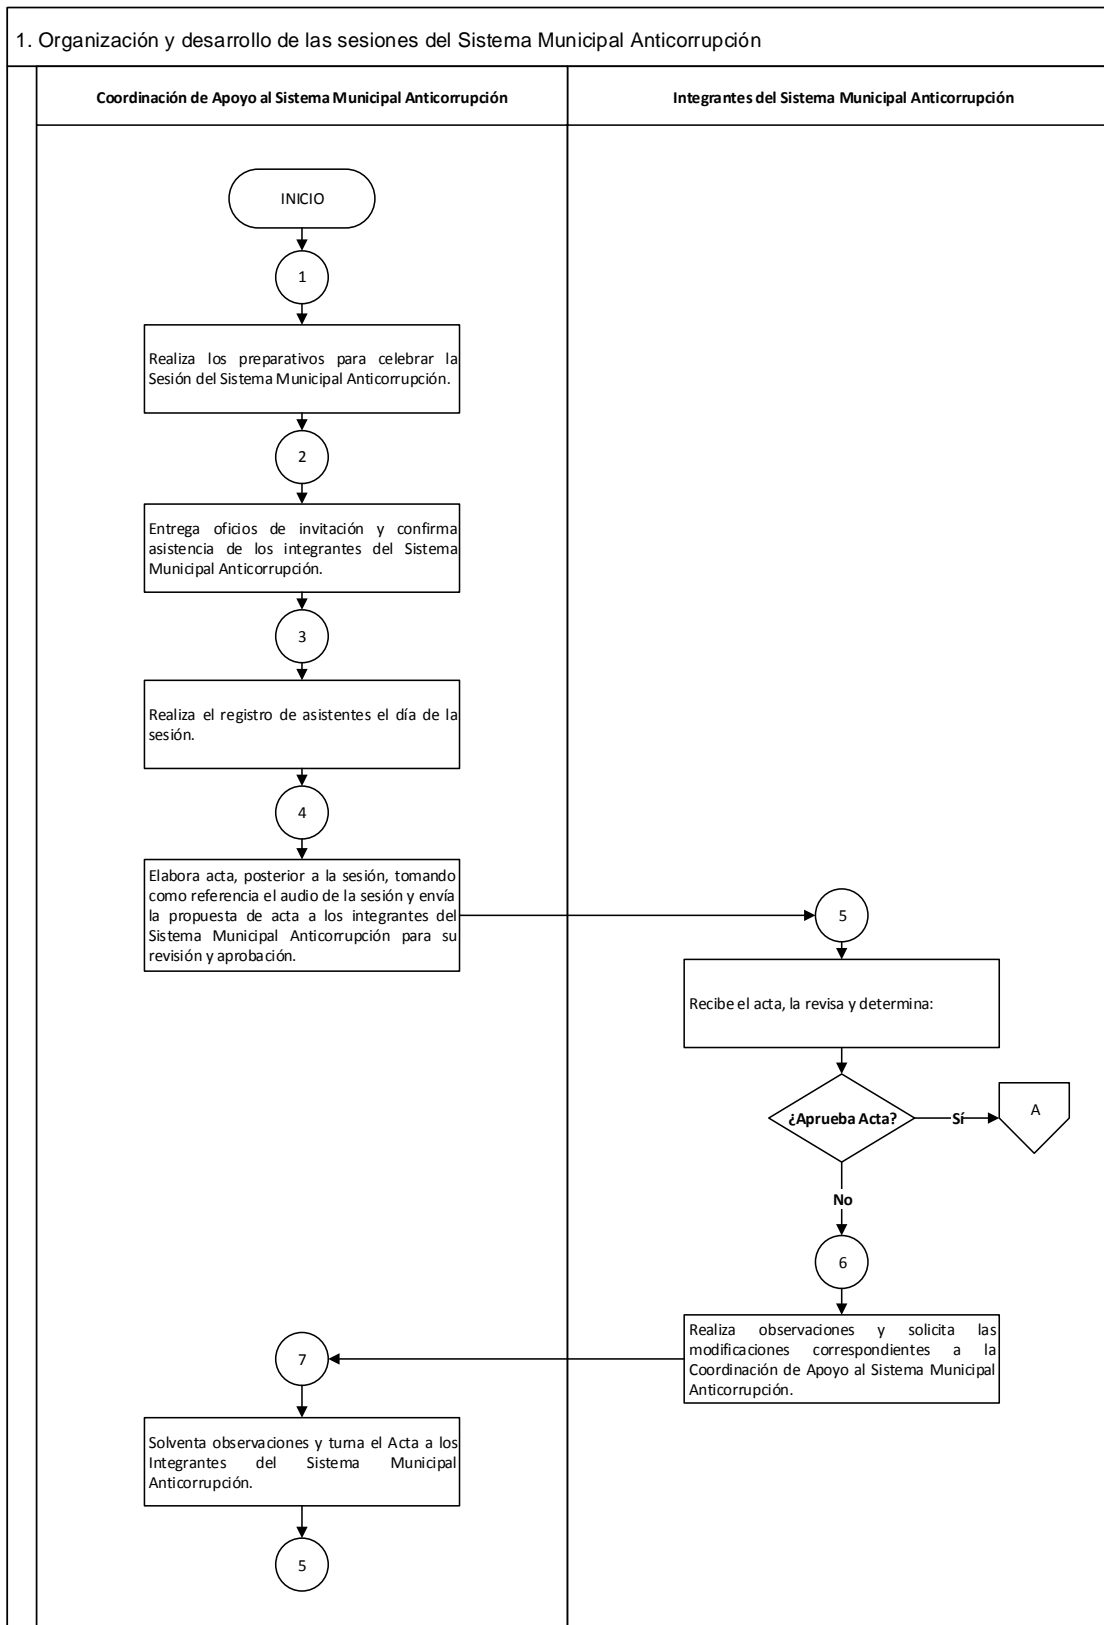 1. Organización y desarrollo de las sesiones del Sistema Municipal Anticorrupción
Coordinación de Apoyo al Sistema Municipal Anticorrupción
Integrantes del Sistema Municipal Anticorrupción
INICIO
1
Realiza los preparativos para celebrar la
Sesión del Sistema Municipal Anticorrupción.
2
Entrega oficios de invitación y confirma
asistencia de los integrantes del Sistema
Municipal Anticorrupción.
3
Realiza el registro de asistentes el día de la
sesión.
4
Elabora acta, posterior a la sesión, tomando
como referencia el audio de la sesión y envía
la propuesta de acta a los integrantes del
Sistema Municipal Anticorrupción para su
revisión y aprobación.
5
Recibe el acta, la revisa y determina:
¿Aprueba Acta?
Sí
A
No
6
Realiza observaciones y solicita las
modificaciones correspondientes a la
Coordinación de Apoyo al Sistema Municipal
Anticorrupción.
7
Solventa observaciones y turna el Acta a los
Integrantes del Sistema Municipal
Anticorrupción.
5